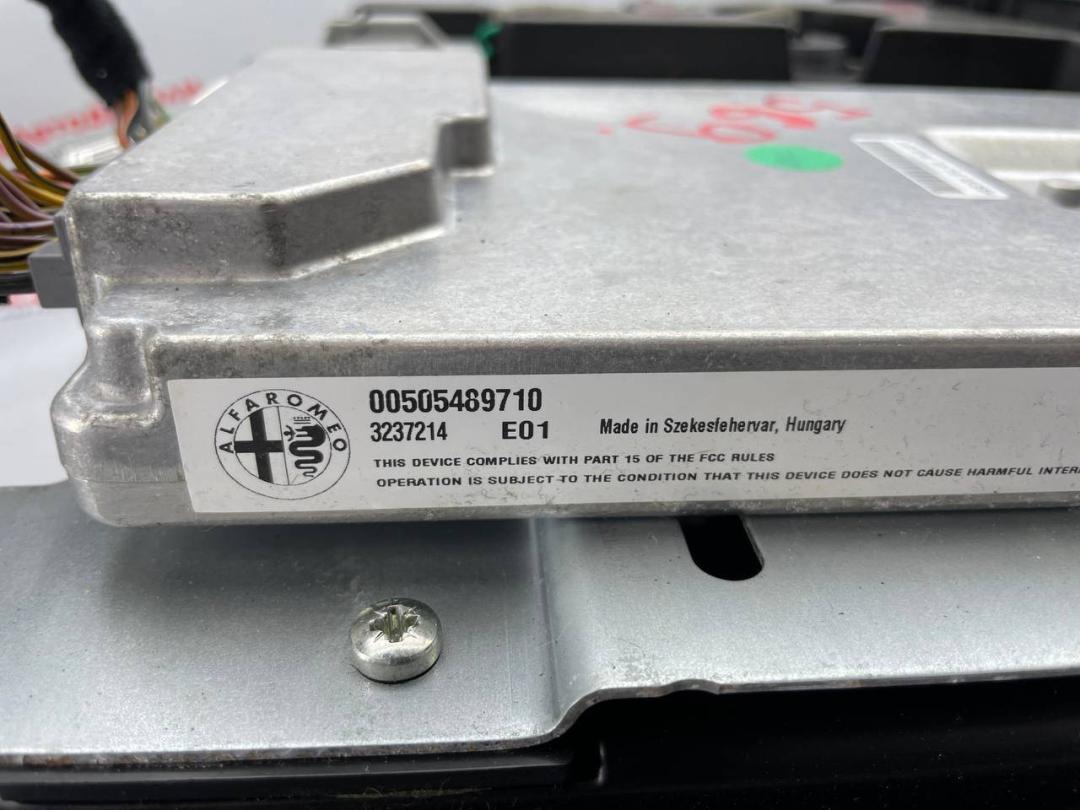 ALFA ROMEO
00505489710
3237214 E01 Made in Szekesfehervar, Hungary
THIS DEVICE COMPLIES WITH PART 15 OF THE FCC RULES
OPERATION IS SUBJECT TO THE CONDITION THAT THIS DEVICE DOES NOT CAUSE HARMFUL